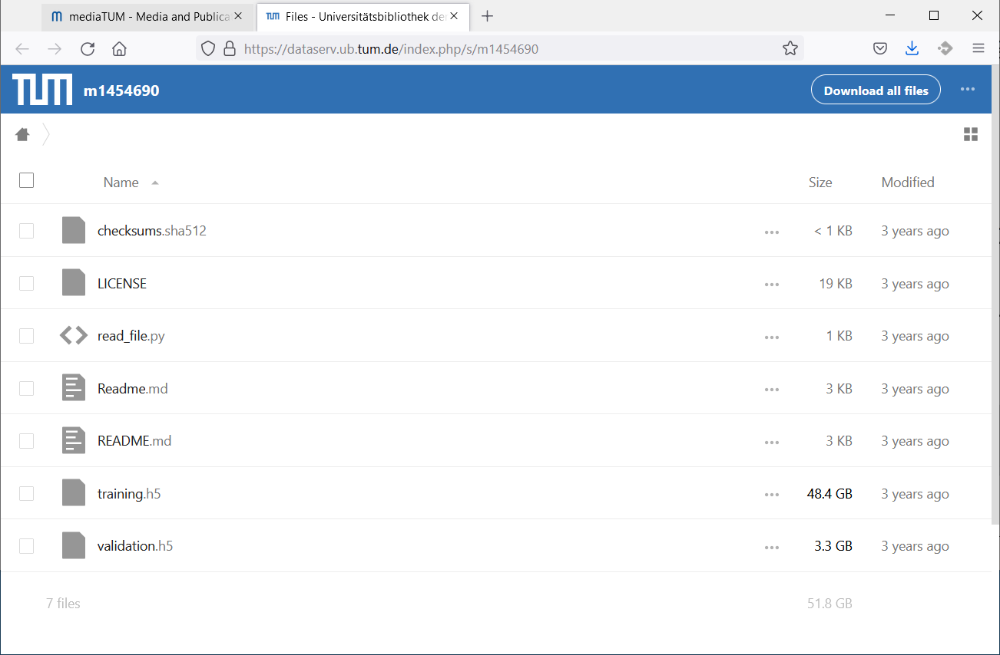 mediaTUM - Media and Publica
TUM Files - Universitätsbibliothek de
https://dataserv.ub.tum.de/index.php/s/m1454690
TUM m1454690 Download all files
Name Size Modified
checksums.sha512 < 1 KB 3 years ago
LICENSE 19 KB 3 years ago
read_file.py 1 KB 3 years ago
Readme.md 3 KB 3 years ago
README.md 3 KB 3 years ago
training.h5 48.4 GB 3 years ago
validation.h5 3.3 GB 3 years ago
7 files 51.8 GB